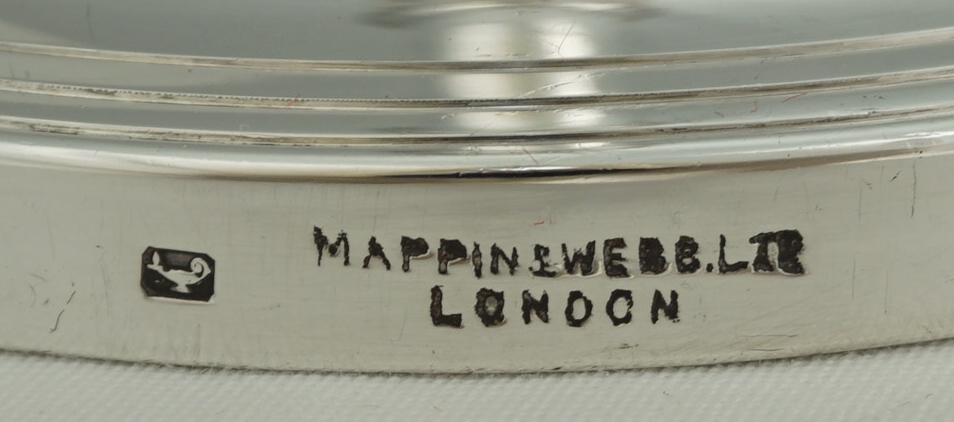 MAPPIN & WEBB. LTD
LONDON